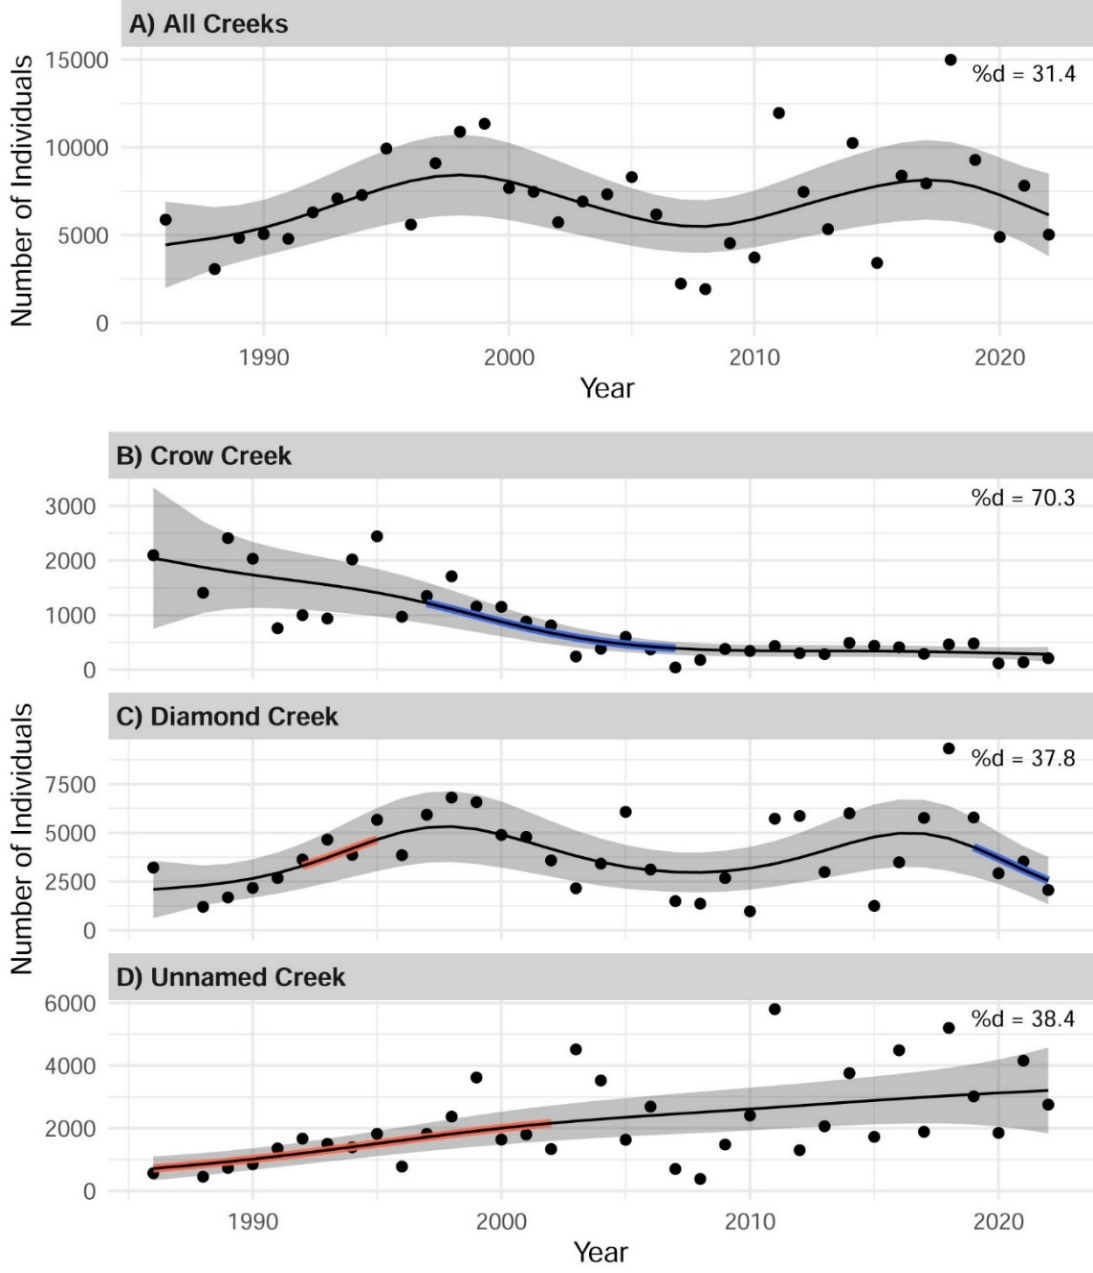 A) All Creeks
%d = 31.4
15000
10000
5000
0
Number of Individuals
1990 2000 2010 2020
Year
B) Crow Creek
%d = 70.3
3000
2000
1000
0
C) Diamond Creek
%d = 37.8
7500
5000
2500
0
Number of Individuals
D) Unnamed Creek
%d = 38.4
6000
4000
2000
0
1990 2000 2010 2020
Year